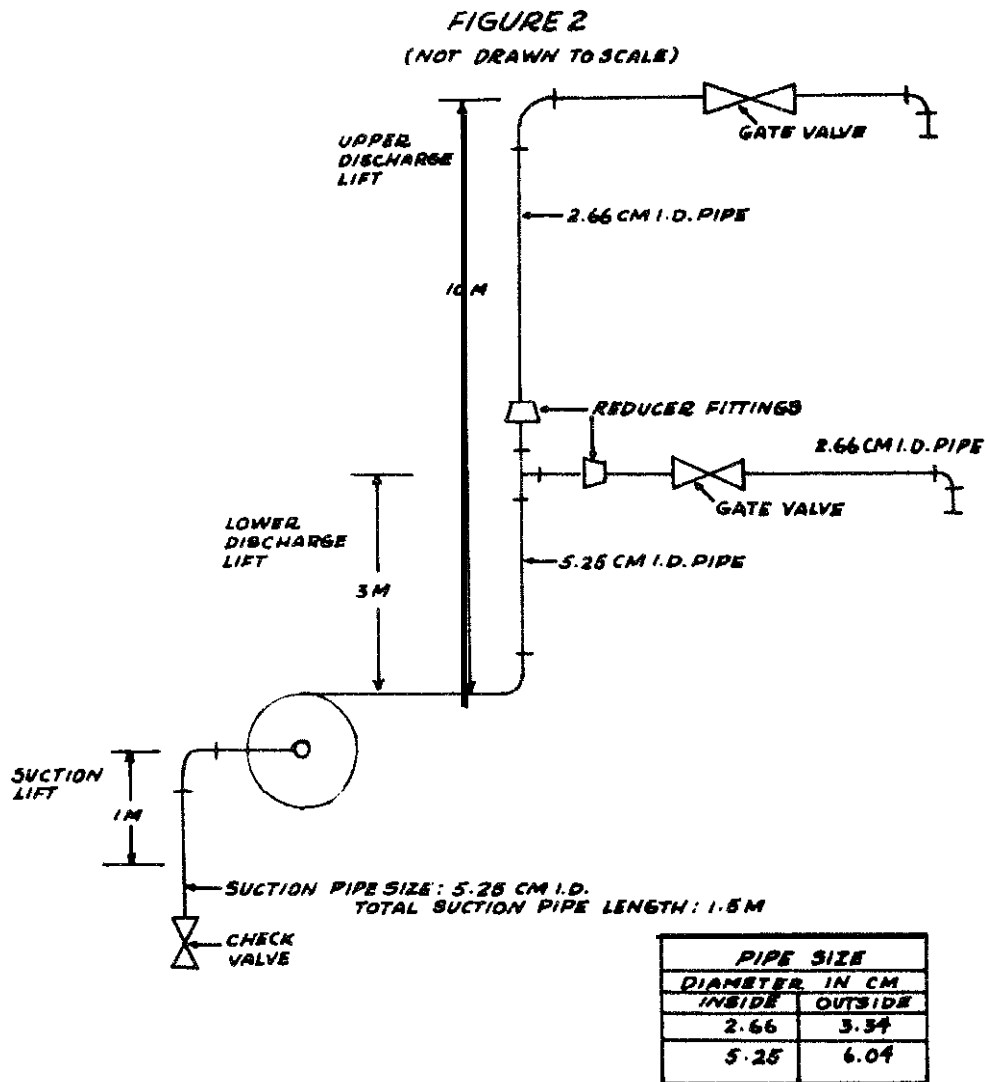 FIGURE 2
(NOT DRAWN TO SCALE)
UPPER
DISCHARGE
LIFT
GATE VALVE
2.66 CM I.D. PIPE
10 M
REDUCER FITTINGS
2.66 CM I.D. PIPE
GATE VALVE
LOWER
DISCHARGE
LIFT
5.25 CM I.D. PIPE
3 M
SUCTION
LIFT
1 M
SUCTION PIPE SIZE: 5.25 CM I.D.
TOTAL SUCTION PIPE LENGTH: 1.5 M
CHECK
VALVE
PIPE SIZE
DIAMETER IN CM
INSIDE OUTSIDE
2.66 3.34
5.25 6.04